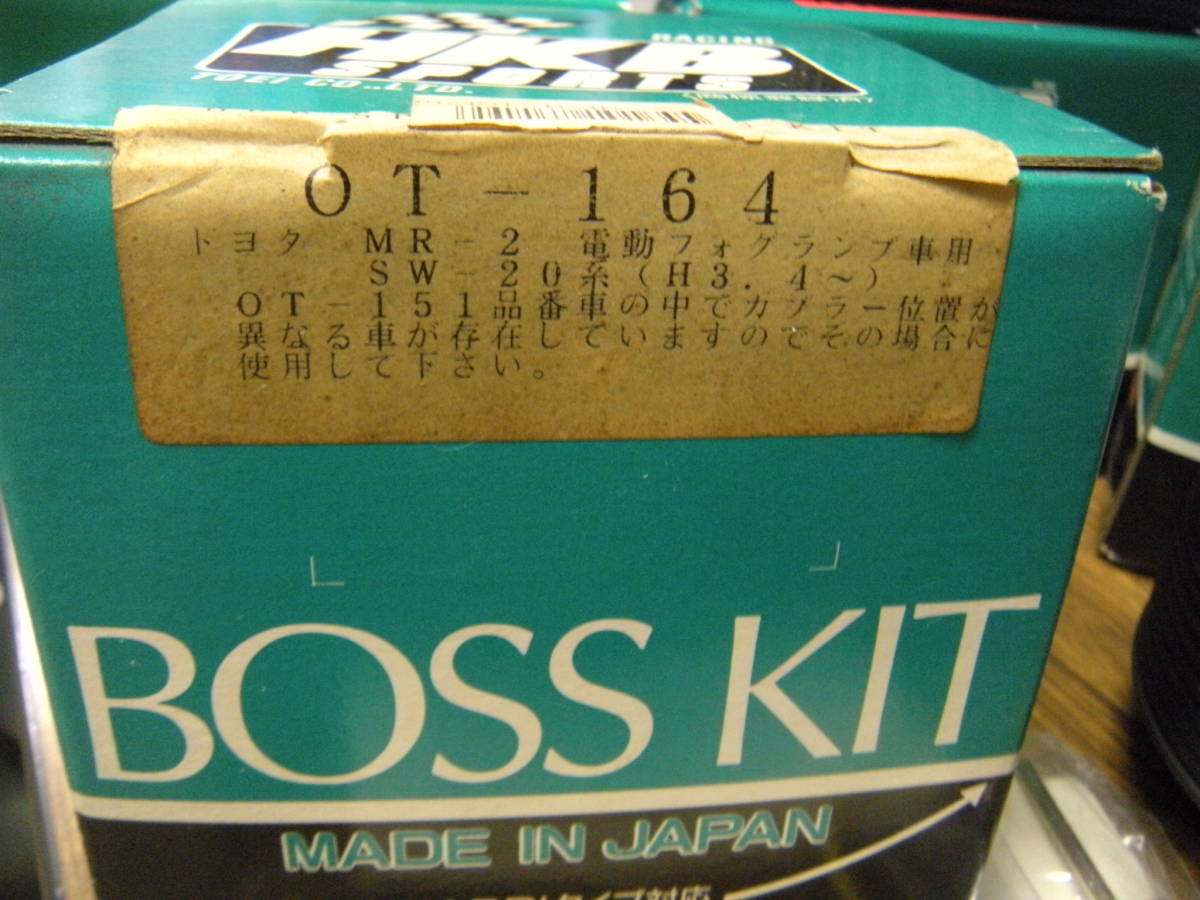 RACING
HKB
SPORTS
TOEI CO.,LTD.
OT-164
トヨタ MR-2 電動フォグランプ車用
SW-20系(H3.4~)
OT-151品番車の中でカプラー位置が
異なる車が存在していますのでその場合に
使用して下さい。
BOSS KIT
MADE IN JAPAN